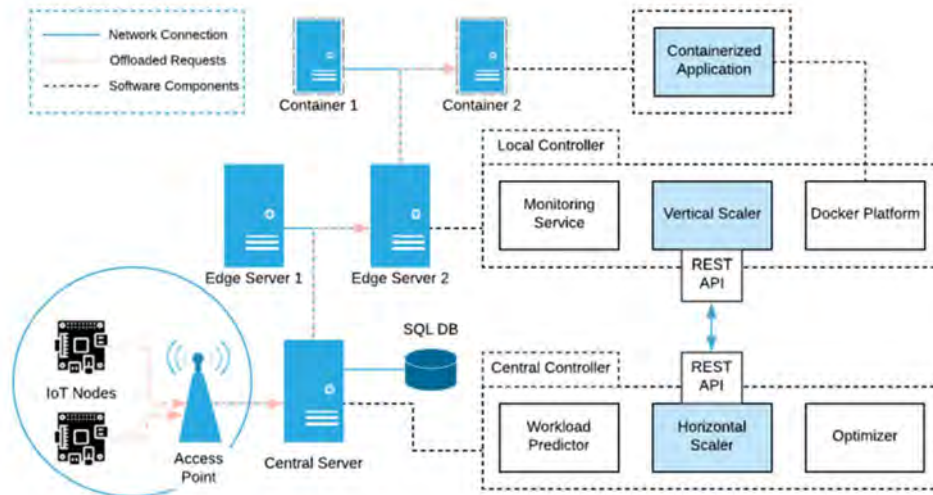 Network Connection
Offloaded Requests
Software Components
Container 1
Container 2
Containerized
Application
Local Controller
Monitoring
Service
Vertical Scaler
Docker Platform
REST
API
Edge Server 1
Edge Server 2
SQL DB
IoT Nodes
Access
Point
Central Server
Central Controller
REST
API
Workload
Predictor
Horizontal
Scaler
Optimizer